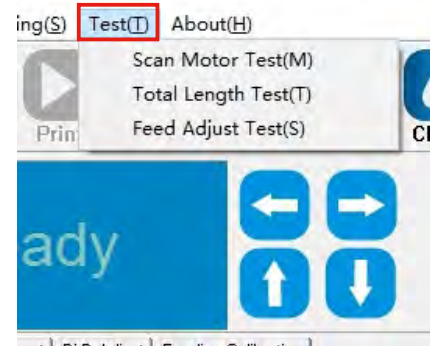 ing(S) Test(T) About(H)
Scan Motor Test(M)
Total Length Test(T)
Feed Adjust Test(S)
Prin
ady